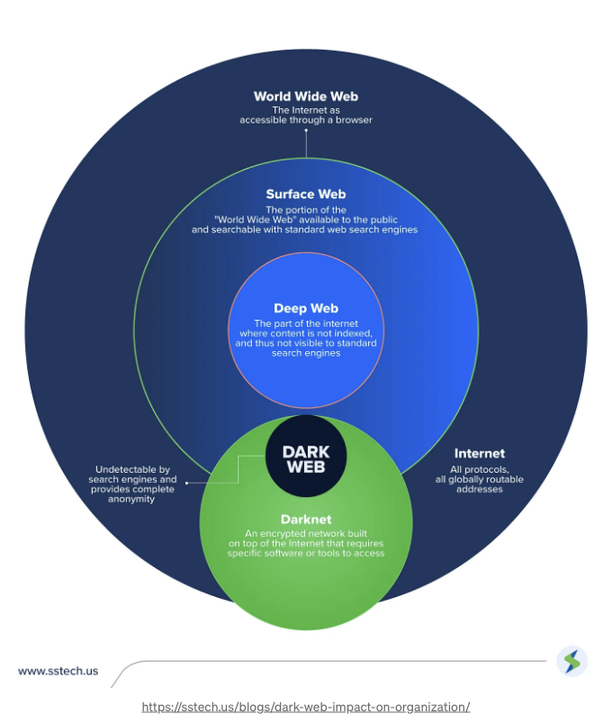 World Wide Web
The Internet as
accessible through a browser
Surface Web
The portion of the
"World Wide Web" available to the public
and searchable with standard web search engines
Deep Web
The part of the internet
where content is not indexed,
and thus not visible to standard
search engines
DARK
WEB
Undetectable by
search engines and
provides complete
anonymity
Internet
All protocols,
all globally routable
addresses
Darknet
An encrypted network built
on top of the Internet that requires
specific software or tools to access
www.sstech.us
https://sstech.us/blogs/dark-web-impact-on-organization/